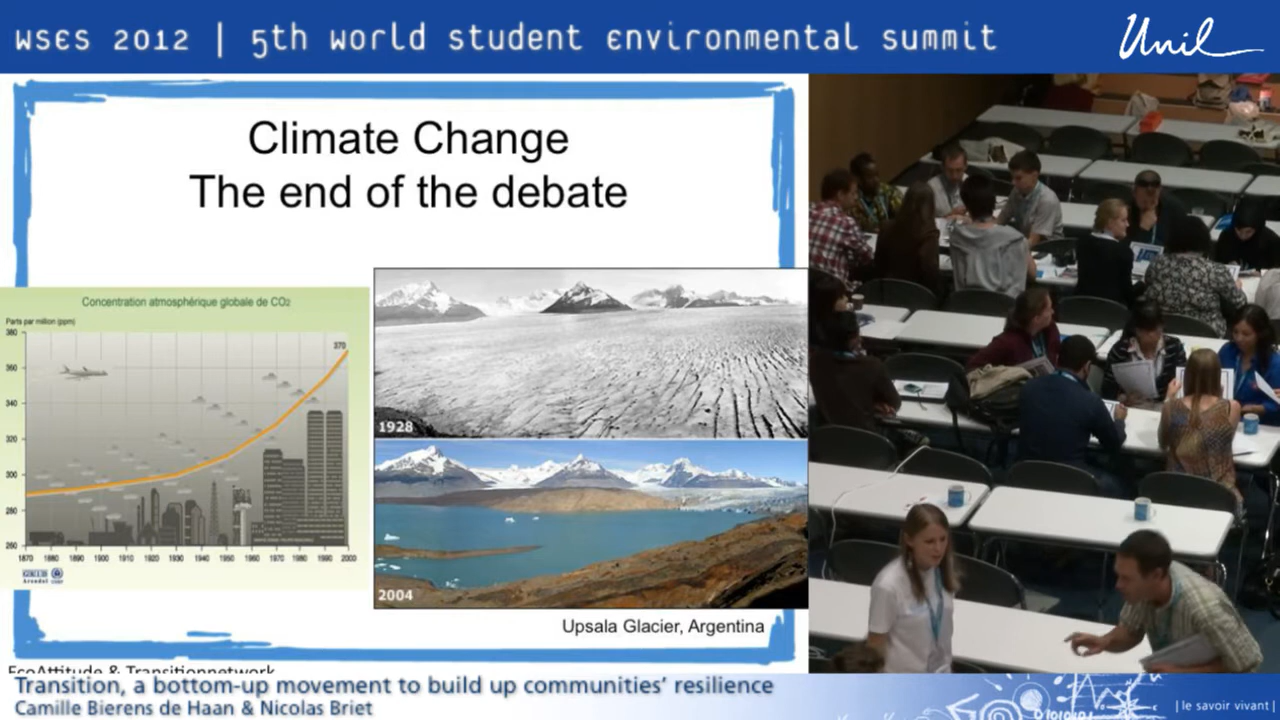 WSES 2012 | 5th world student environmental summit
Unil
Climate Change
The end of the debate
Concentration atmosphérique globale de CO2
Parts par million (ppm)
380
370
360
340
320
300
280
260
1870 1880 1890 1900 1910 1920 1930 1940 1950 1960 1970 1980 1990 2000
1928
2004
Upsala Glacier, Argentina
EcoAttitude & Transitionnetwork
Transition, a bottom-up movement to build up communities' resilience
Camille Bierens de Haan & Nicolas Briet
| le savoir vivant |